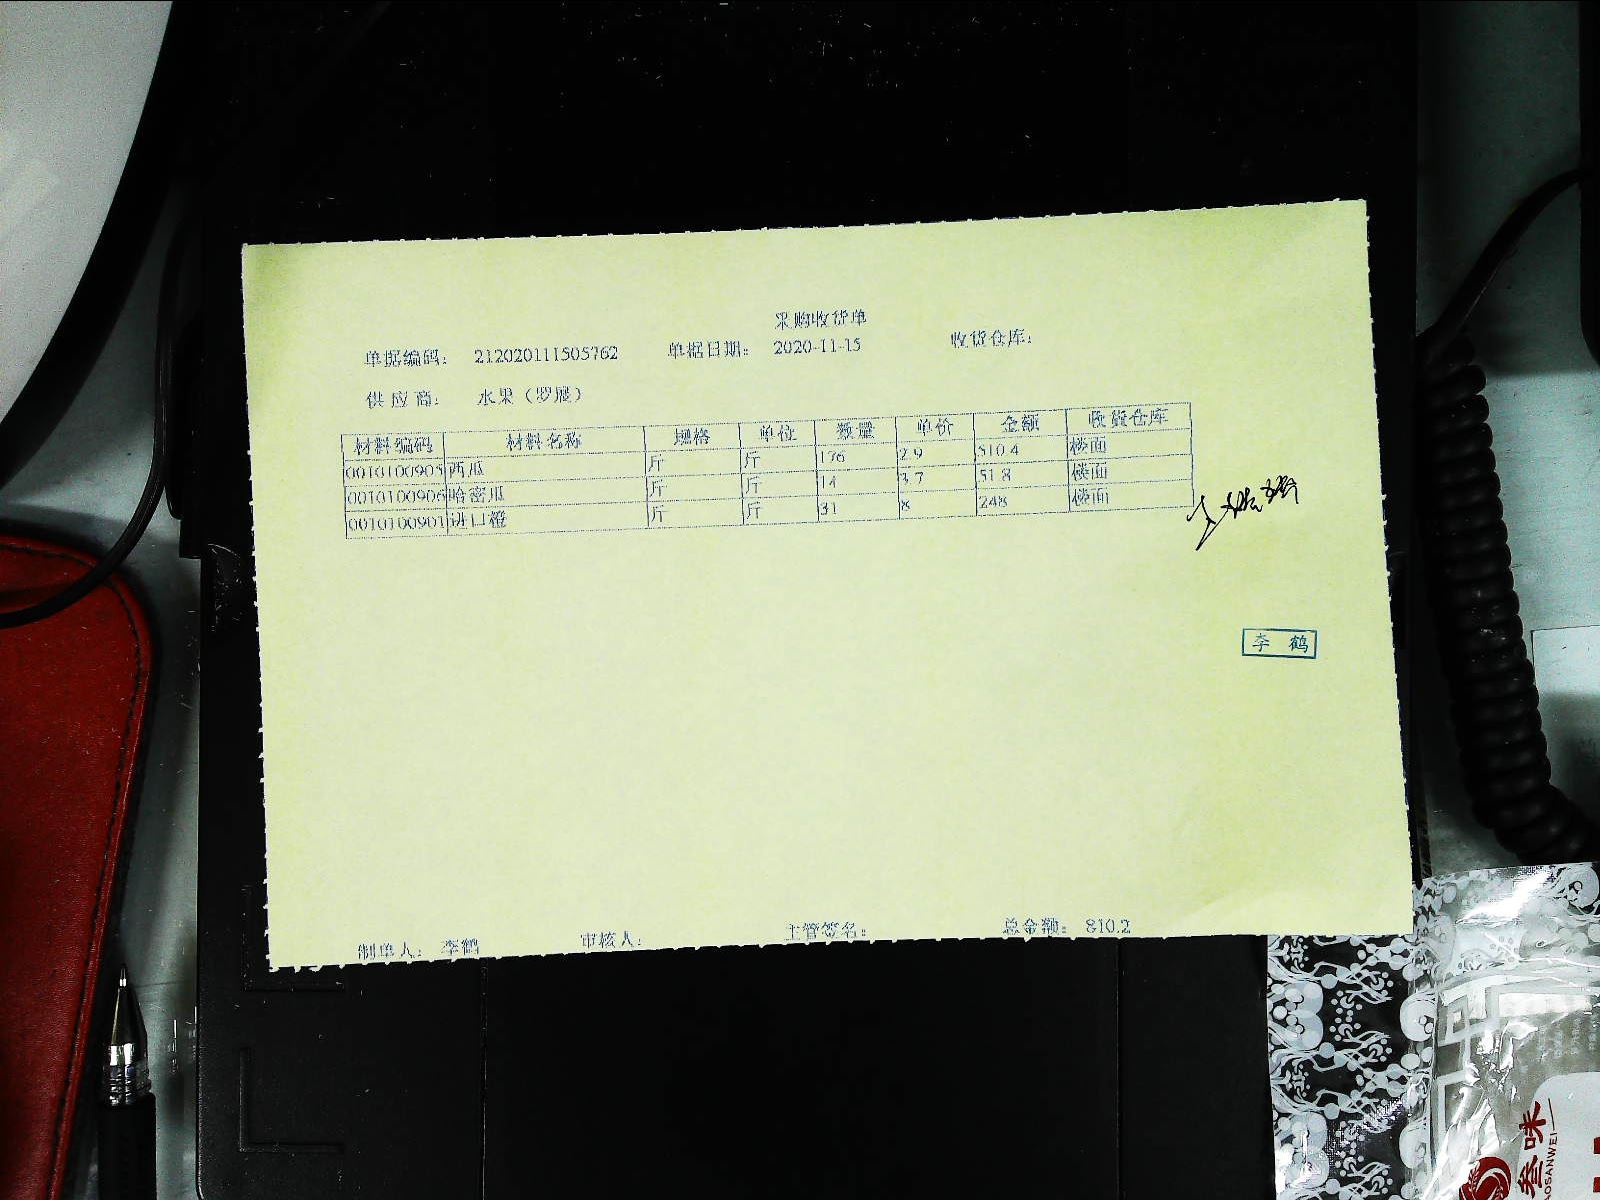 采购收货单
单据编码： 212020111505762 单据日期： 2020-11-15 收货仓库：
供应商： 水果（罗展）
材料编码 材料名称 规格 单位 数量 单价 金额 收货仓库
0010100905 西瓜 斤 斤 176 2.9 510.4 楼面
0010100906 哈密瓜 斤 斤 14 3.7 51.8 楼面
0010100901 进口橙 斤 斤 31 8 248 楼面
李 鹤
制单人： 李鹤 审核人： 主管签名： 总金额： 810.2
叁咪
OSANWEI